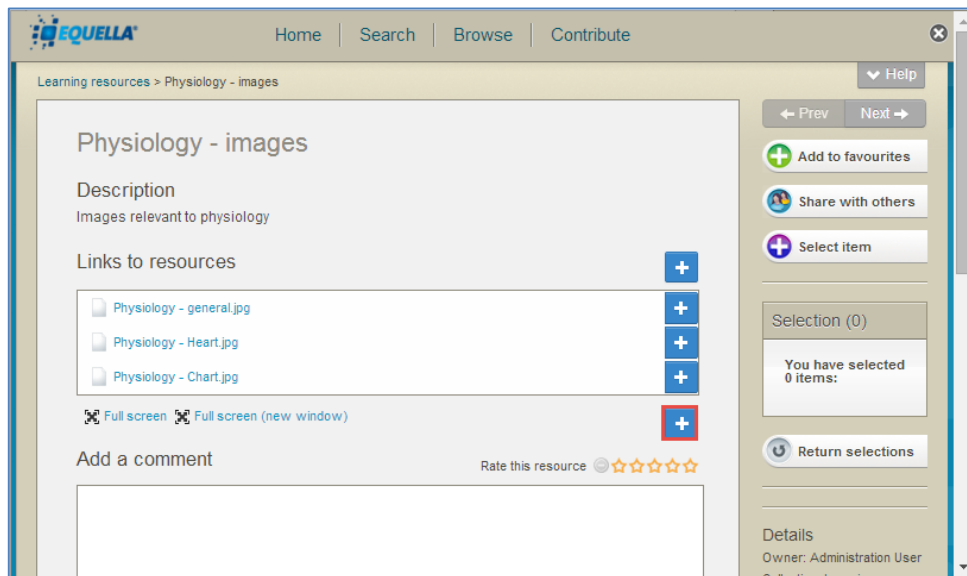 EQUELLA
Home Search Browse Contribute
Learning resources > Physiology - images
Help
Prev Next
Physiology - images
Add to favourites
Description
Images relevant to physiology
Share with others
Select item
Links to resources
Physiology - general.jpg
Physiology - Heart.jpg
Physiology - Chart.jpg
Selection (0)
You have selected
0 items:
Full screen Full screen (new window)
Return selections
Add a comment
Rate this resource
Details
Owner: Administration User